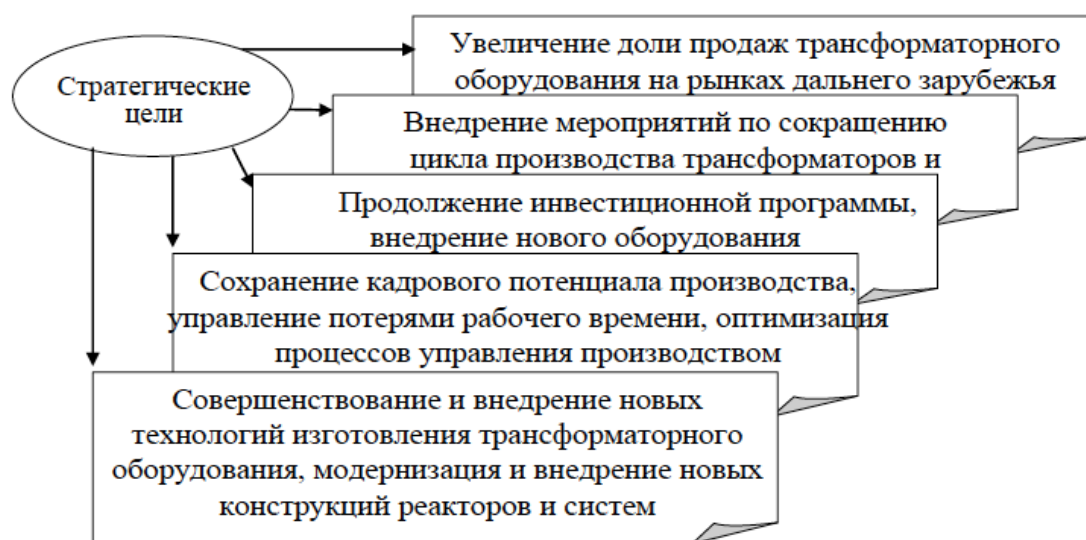 Стратегические
цели
Увеличение доли продаж трансформаторного
оборудования на рынках дальнего зарубежья
Внедрение мероприятий по сокращению
цикла производства трансформаторов и
Продолжение инвестиционной программы,
внедрение нового оборудования
Сохранение кадрового потенциала производства,
управление потерями рабочего времени, оптимизация
процессов управления производством
Совершенствование и внедрение новых
технологий изготовления трансформаторного
оборудования, модернизация и внедрение новых
конструкций реакторов и систем